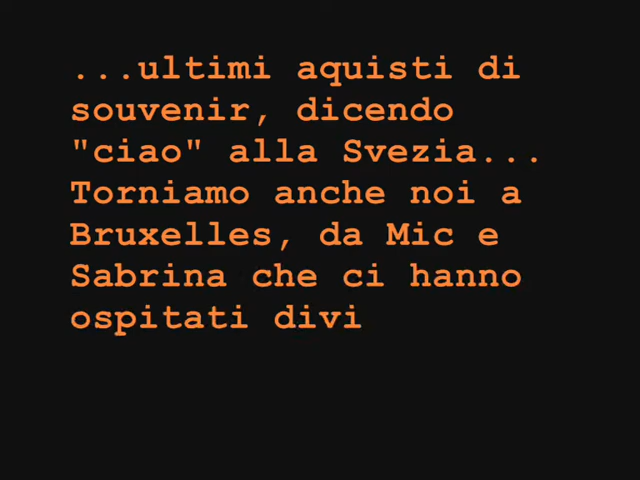 ...ultimi aquisti di
souvenir, dicendo
"ciao" alla Svezia...
Torniamo anche noi a
Bruxelles, da Mic e
Sabrina che ci hanno
ospitati divi